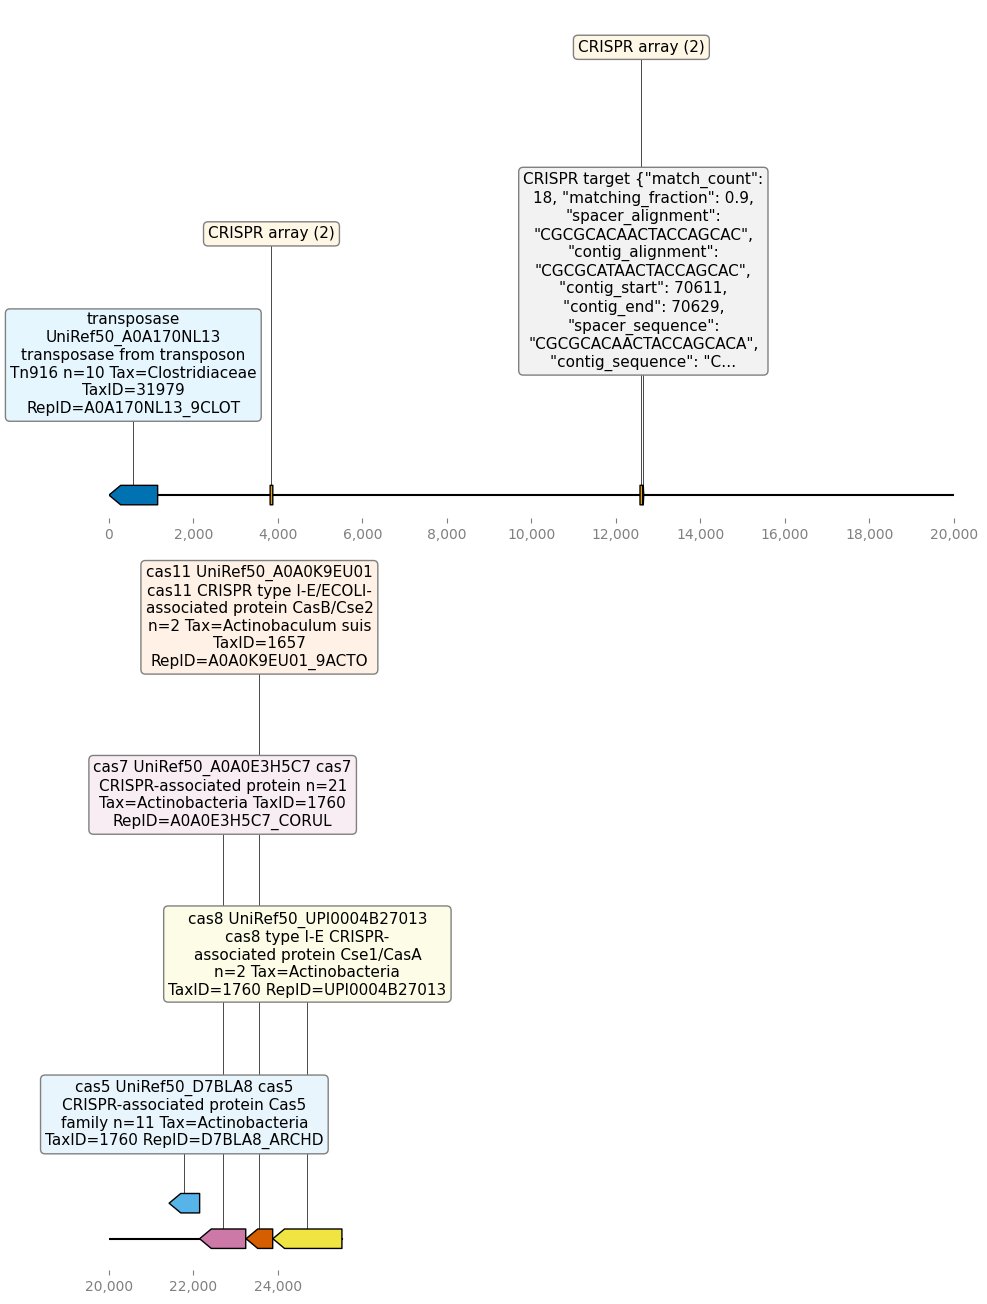 CRISPR array (2)
CRISPR target {"match_count":
18, "matching_fraction": 0.9,
"spacer_alignment":
"CGCGCACAACTACCAGCAC",
"contig_alignment":
"CGCGCATAACTACCAGCAC",
"contig_start": 70611,
"contig_end": 70629,
"spacer_sequence":
"CGCGCACAACTACCAGCACA",
"contig_sequence": "C...
CRISPR array (2)
transposase
UniRef50_A0A170NL13
transposase from transposon
Tn916 n=10 Tax=Clostridiaceae
TaxID=31979
RepID=A0A170NL13_9CLOT
0 2,000 4,000 6,000 8,000 10,000 12,000 14,000 16,000 18,000 20,000
cas11 UniRef50_A0A0K9EU01
cas11 CRISPR type I-E/ECOLI-
associated protein CasB/Cse2
n=2 Tax=Actinobaculum suis
TaxID=1657
RepID=A0A0K9EU01_9ACTO
cas7 UniRef50_A0A0E3H5C7 cas7
CRISPR-associated protein n=21
Tax=Actinobacteria TaxID=1760
RepID=A0A0E3H5C7_CORUL
cas8 UniRef50_UPI0004B27013
cas8 type I-E CRISPR-
associated protein Cse1/CasA
n=2 Tax=Actinobacteria
TaxID=1760 RepID=UPI0004B27013
cas5 UniRef50_D7BLA8 cas5
CRISPR-associated protein Cas5
family n=11 Tax=Actinobacteria
TaxID=1760 RepID=D7BLA8_ARCHD
20,000 22,000 24,000